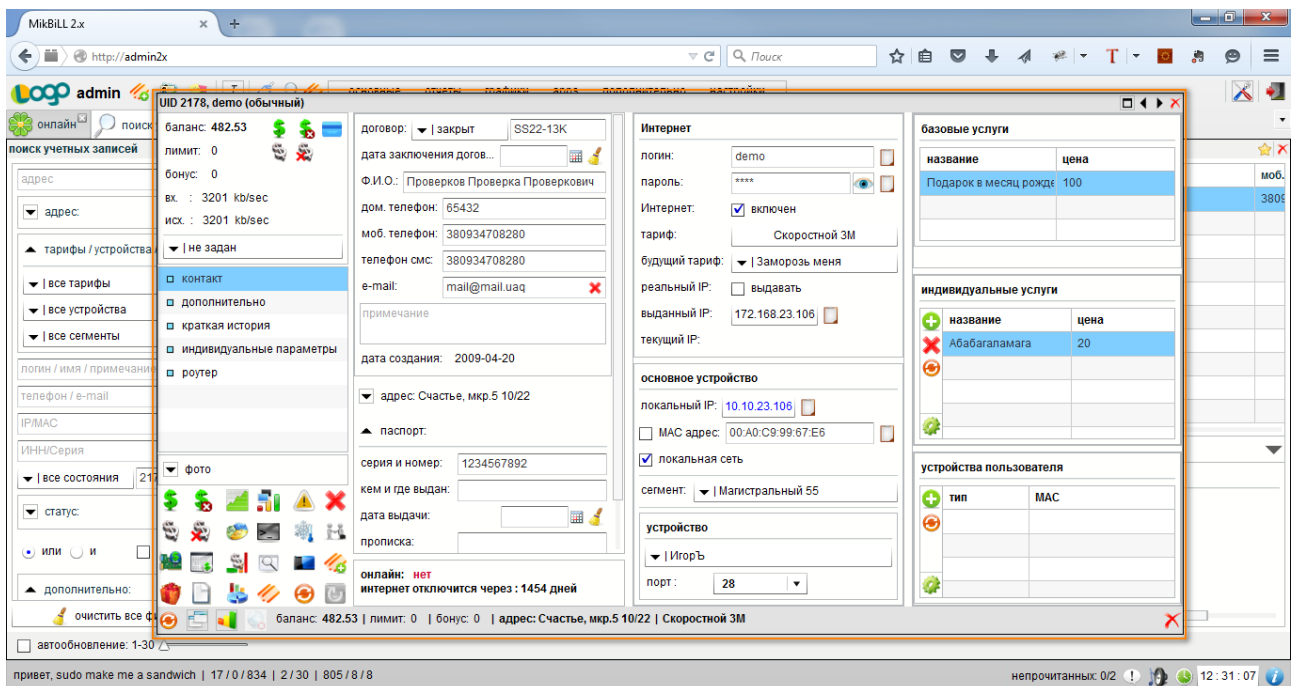 MikBiLL 2.x
http://admin2x
Поиск
Logo admin
основные отчеты графики apps дополнительно настройки
онлайн
поиск
поиск учетных записей
адрес
адрес:
тарифы / устройства
все тарифы
все устройства
все сегменты
логин / имя / примечание
телефон / e-mail
IP/MAC
ИНН/Серия
все состояния 217
статус:
или и
дополнительно:
очистить все
автообновление: 1-30
UID 2178, demo (обычный)
баланс: 482.53
лимит: 0
бонус: 0
вх. : 3201 kb/sec
исх. : 3201 kb/sec
| не задан
контакт
дополнительно
краткая история
индивидуальные параметры
роутер
фото
договор: | закрыт SS22-13K
дата заключения догов...
Ф.И.О.: Проверков Проверка Проверкович
дом. телефон: 65432
моб. телефон: 380934708280
телефон смс: 380934708280
e-mail: mail@mail.uaq
примечание
дата создания: 2009-04-20
адрес: Счастье, мкр.5 10/22
паспорт:
серия и номер: 1234567892
кем и где выдан:
дата выдачи:
прописка:
онлайн: нет
интернет отключится через : 1454 дней
Интернет
логин: demo
пароль: ****
Интернет: включен
тариф: Скоростной 3М
будущий тариф: | Заморозь меня
реальный IP: выдавать
выданный IP: 172.168.23.106
текущий IP:
основное устройство
локальный IP: 10.10.23.106
MAC адрес: 00:A0:C9:99:67:E6
локальная сеть
сегмент: | Магистральный 55
устройство
| ИгорЪ
порт : 28
базовые услуги
название цена
Подарок в месяц рожде 100
индивидуальные услуги
название цена
Абабагаламага 20
устройства пользователя
тип MAC
баланс: 482.53 | лимит: 0 | бонус: 0 | адрес: Счастье, мкр.5 10/22 | Скоростной 3М
моб.
3809
привет, sudo make me a sandwich | 17 / 0 / 834 | 2 / 30 | 805 / 8 / 8
непрочитанных: 0/2 12 : 31 : 07